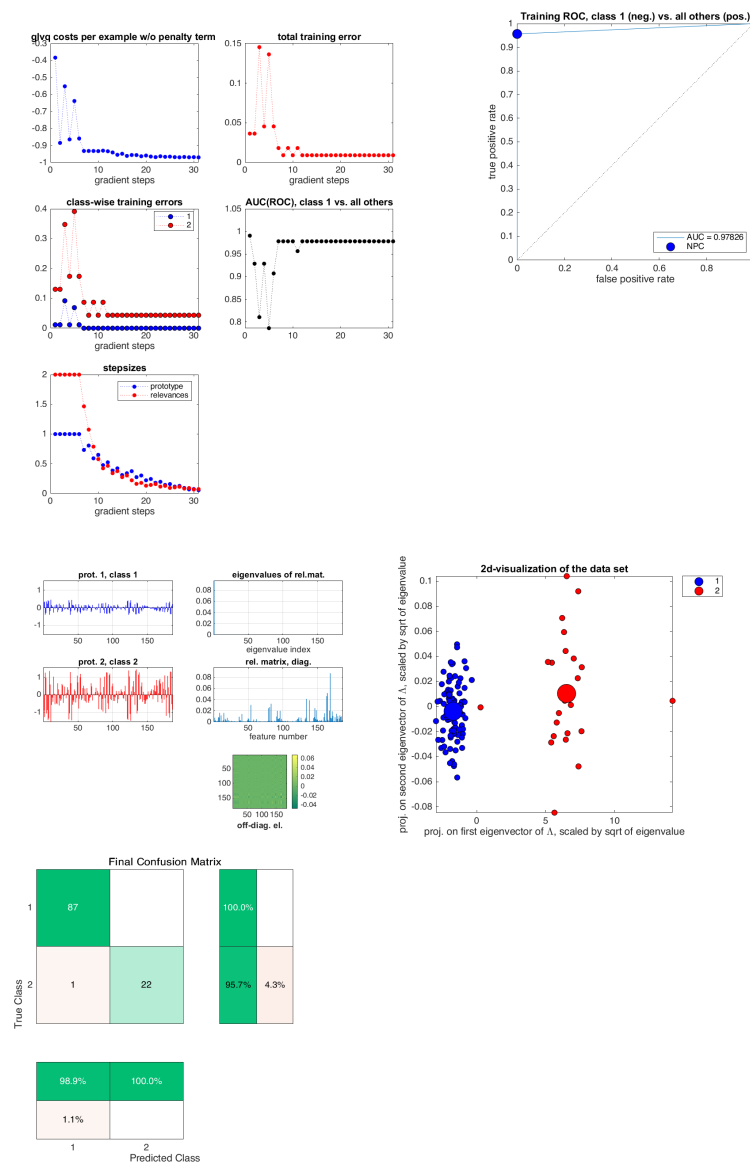 glvq costs per example w/o penalty term
-0.3
-0.4
-0.5
-0.6
-0.7
-0.8
-0.9
-1
0 10 20 30
gradient steps
total training error
0.15
0.1
0.05
0
0 10 20 30
gradient steps
Training ROC, class 1 (neg.) vs. all others (pos.)
1
0.9
0.8
0.7
0.6
0.5
0.4
0.3
0.2
0.1
0
true positive rate
AUC = 0.97826
NPC
0 0.2 0.4 0.6 0.8
false positive rate
class-wise training errors
0.4
0.3
0.2
0.1
0
1
2
0 10 20 30
gradient steps
AUC(ROC), class 1 vs. all others
1.05
1
0.95
0.9
0.85
0.8
0 10 20 30
gradient steps
stepsizes
2
1.5
1
0.5
0
prototype
relevances
0 10 20 30
gradient steps
prot. 1, class 1
1
0
-1
50 100 150
eigenvalues of rel.mat.
0.08
0.06
0.04
0.02
0
50 100 150
eigenvalue index
prot. 2, class 2
1
0
-1
50 100 150
rel. matrix, diag.
0.08
0.06
0.04
0.02
0
50 100 150
feature number
50
100
150
0.06
0.04
0.02
0
-0.02
-0.04
50 100 150
off-diag. el.
2d-visualization of the data set
0.1
0.08
0.06
0.04
0.02
0
-0.02
-0.04
-0.06
-0.08
proj. on second eigenvector of Λ, scaled by sqrt of eigenvalue
1
2
0 5 10
proj. on first eigenvector of Λ, scaled by sqrt of eigenvalue
Final Confusion Matrix
1
87
100.0%
2
1 22
95.7% 4.3%
True Class
98.9% 100.0%
1.1%
1 2
Predicted Class